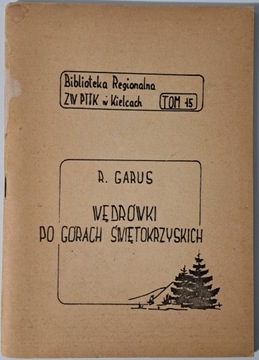 Biblioteka Regionalna
ZW PTTK w Kielcach TOM 15
R. GARUS
WĘDRÓWKI
PO GÓRACH ŚWIĘTOKRZYSKICH